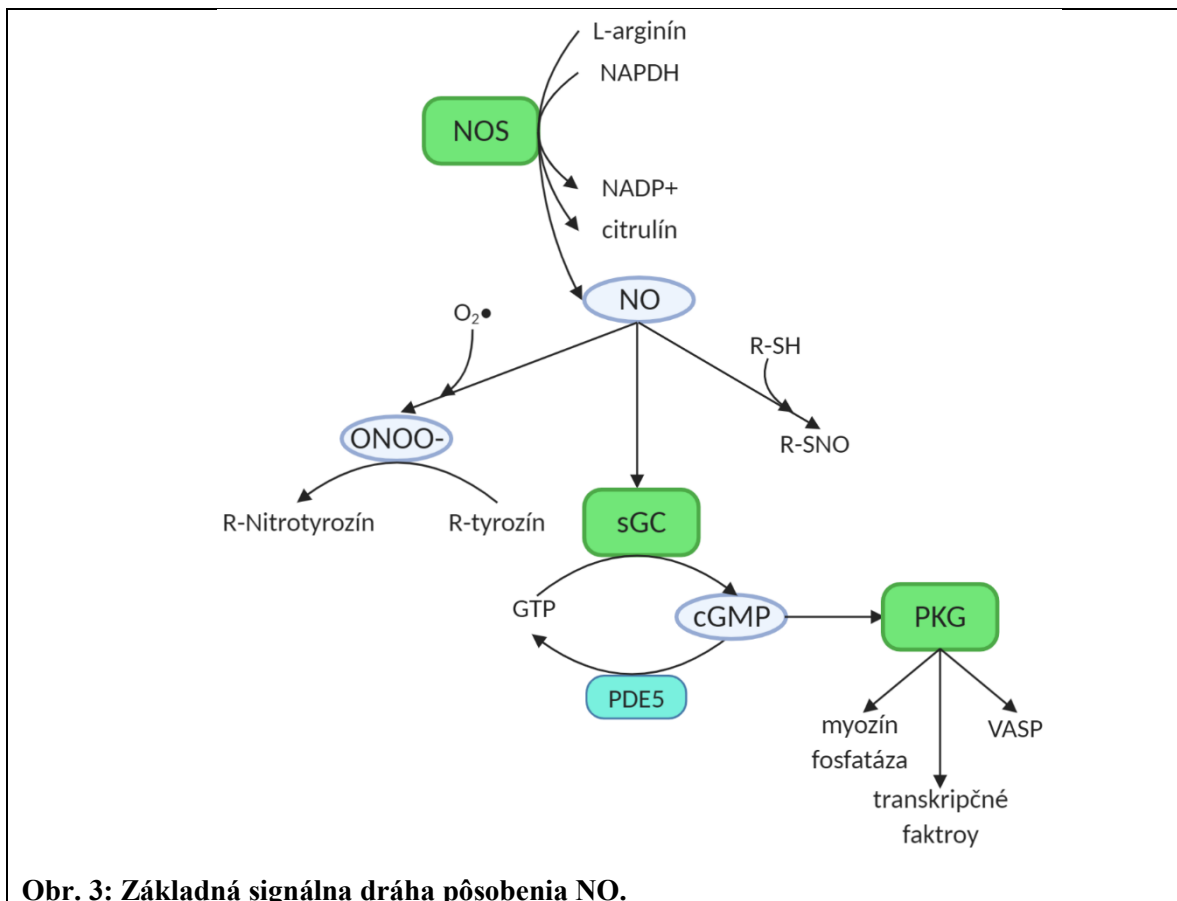 L-arginín
NAPDH
NOS
NADP+
citrulín
NO
O₂●
R-SH
ONOO-
R-SNO
R-Nitrotyrozín
R-tyrozín
sGC
GTP
cGMP
PKG
PDE5
myozín
fosfatáza
VASP
transkripčné
faktroy
Obr. 3: Základná signálna dráha pôsobenia NO.